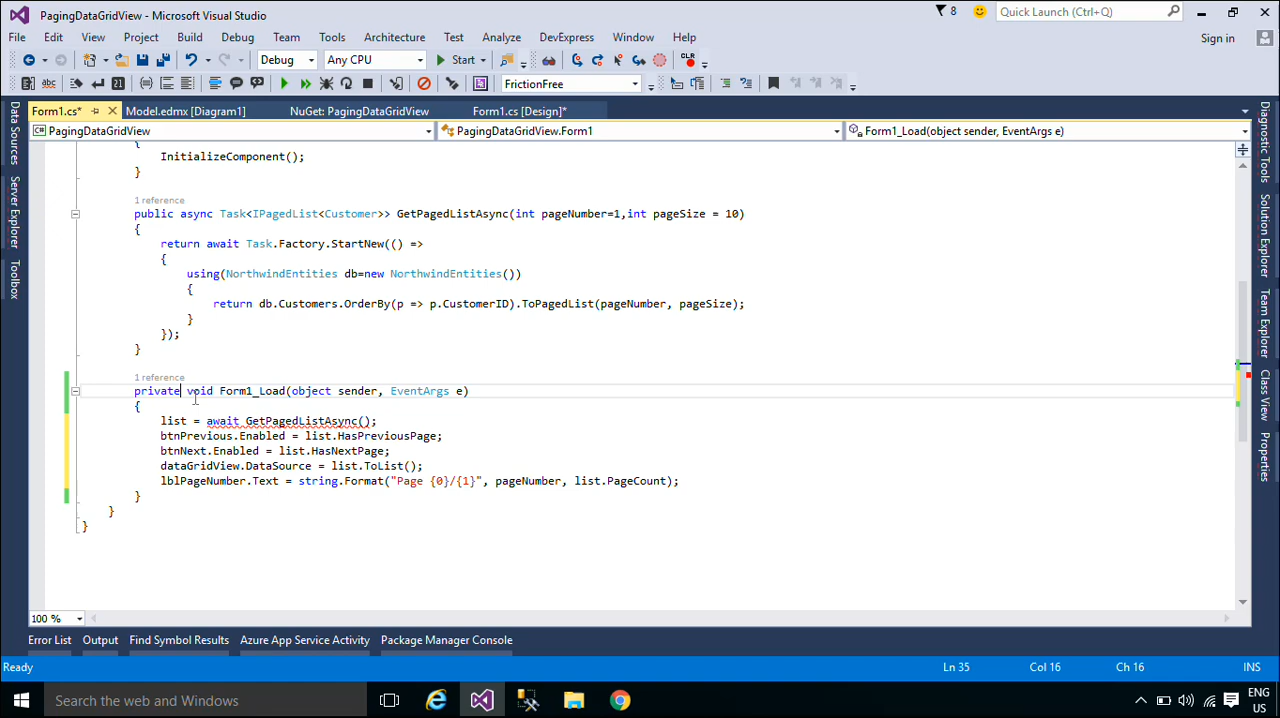 PagingDataGridView - Microsoft Visual Studio
8
Quick Launch (Ctrl+Q)
File Edit View Project Build Debug Team Tools Architecture Test Analyze DevExpress Window Help
Sign in
Debug Any CPU Start CLR
abc 21 FrictionFree
Form1.cs* Model.edmx [Diagram1] NuGet: PagingDataGridView Form1.cs [Design]*
PagingDataGridView PagingDataGridView.Form1 Form1_Load(object sender, EventArgs e)
Data Sources
Server Explorer
Toolbox
{
InitializeComponent();
}
1 reference
public async Task<IPagedList<Customer>> GetPagedListAsync(int pageNumber=1,int pageSize = 10)
{
return await Task.Factory.StartNew(() =>
{
using(NorthwindEntities db=new NorthwindEntities())
{
return db.Customers.OrderBy(p => p.CustomerID).ToPagedList(pageNumber, pageSize);
}
});
}
1 reference
private void Form1_Load(object sender, EventArgs e)
{
list = await GetPagedListAsync();
btnPrevious.Enabled = list.HasPreviousPage;
btnNext.Enabled = list.HasNextPage;
dataGridView.DataSource = list.ToList();
lblPageNumber.Text = string.Format("Page {0}/{1}", pageNumber, list.PageCount);
}
}
}
Diagnostic Tools
Solution Explorer
Team Explorer
Class View
Properties
100 %
Error List Output Find Symbol Results Azure App Service Activity Package Manager Console
Ready Ln 35 Col 16 Ch 16 INS
Search the web and Windows
ENG
US